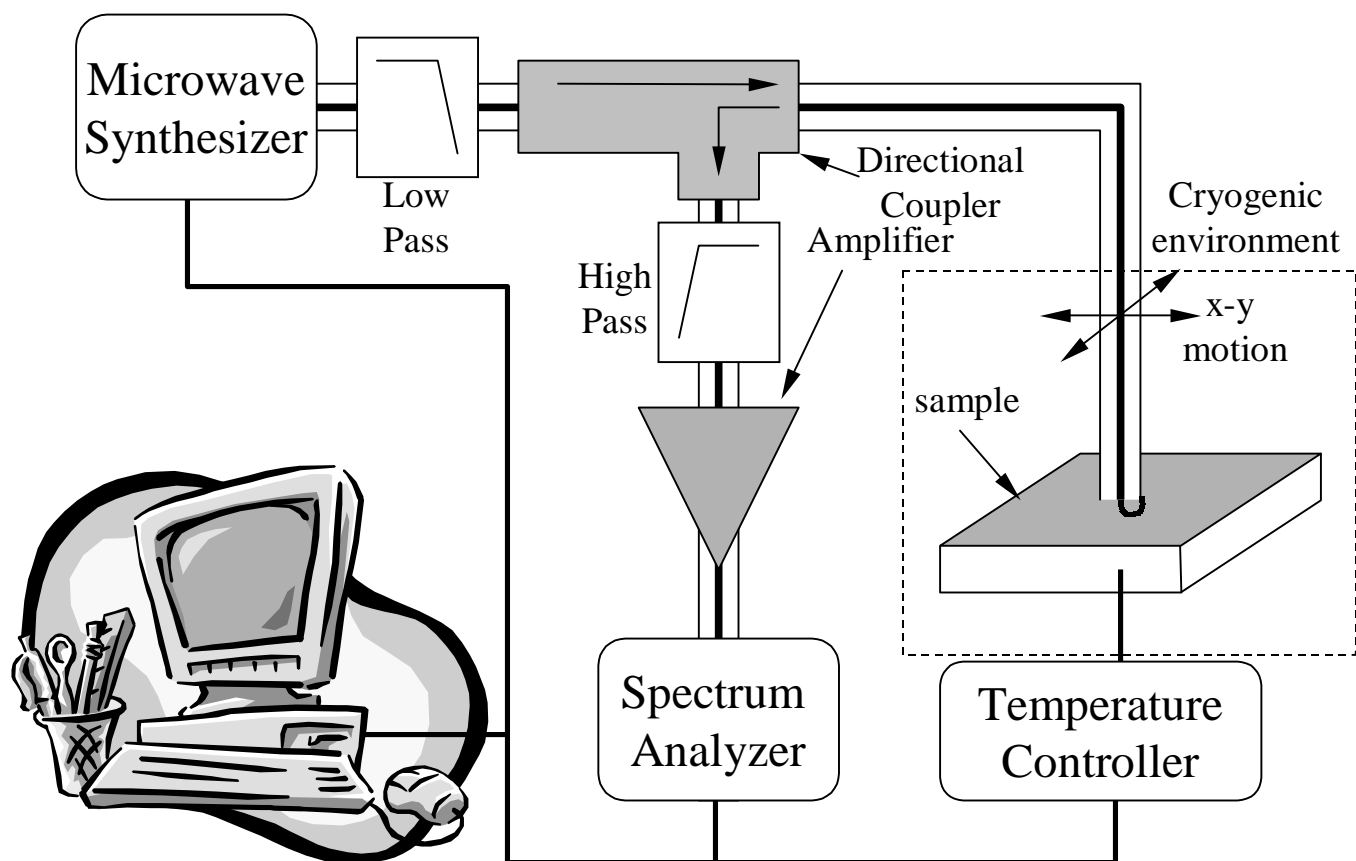 Microwave
Synthesizer
Low
Pass
Directional
Coupler
Amplifier
High
Pass
Cryogenic
environment
x-y
motion
sample
Spectrum
Analyzer
Temperature
Controller